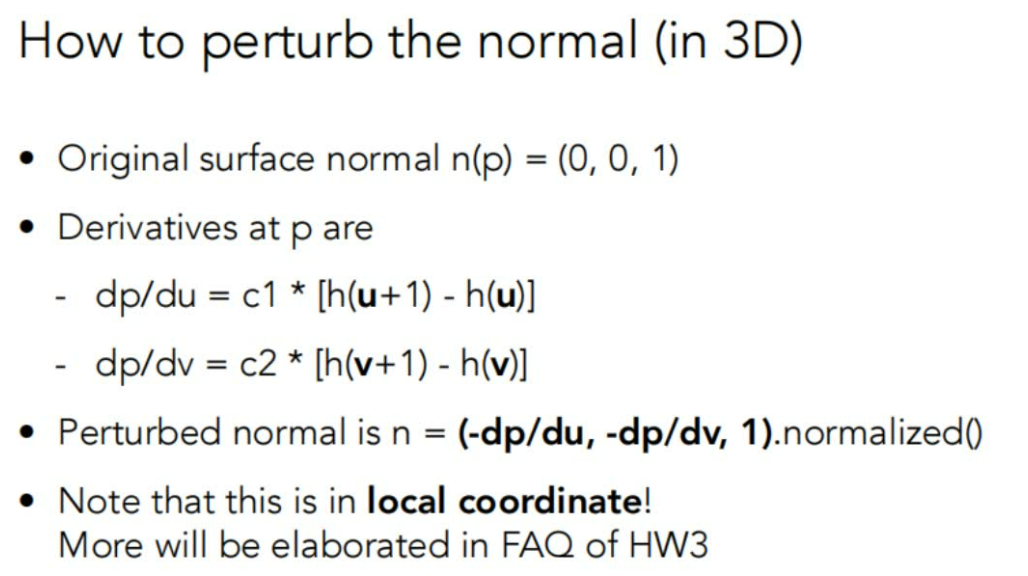 How to perturb the normal (in 3D)
• Original surface normal n(p) = (0, 0, 1)
• Derivatives at p are
- dp/du = c1 * [h(u+1) - h(u)]
- dp/dv = c2 * [h(v+1) - h(v)]
• Perturbed normal is n = (-dp/du, -dp/dv, 1).normalized()
• Note that this is in local coordinate!
More will be elaborated in FAQ of HW3